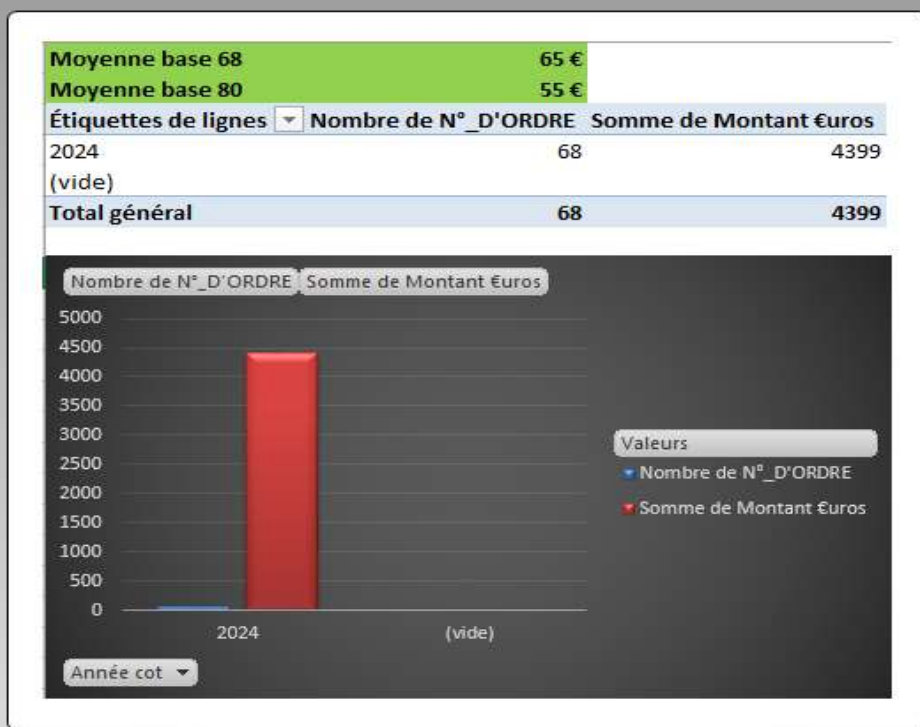 Moyenne base 68 65 €
Moyenne base 80 55 €
Étiquettes de lignes Nombre de N°_D'ORDRE Somme de Montant €uros
2024 68 4399
(vide)
Total général 68 4399
Nombre de N°_D'ORDRE Somme de Montant €uros
5000
4500
4000
3500
3000
2500
2000
1500
1000
500
0
2024 (vide)
Valeurs
Nombre de N°_D'ORDRE
Somme de Montant €uros
Année cot